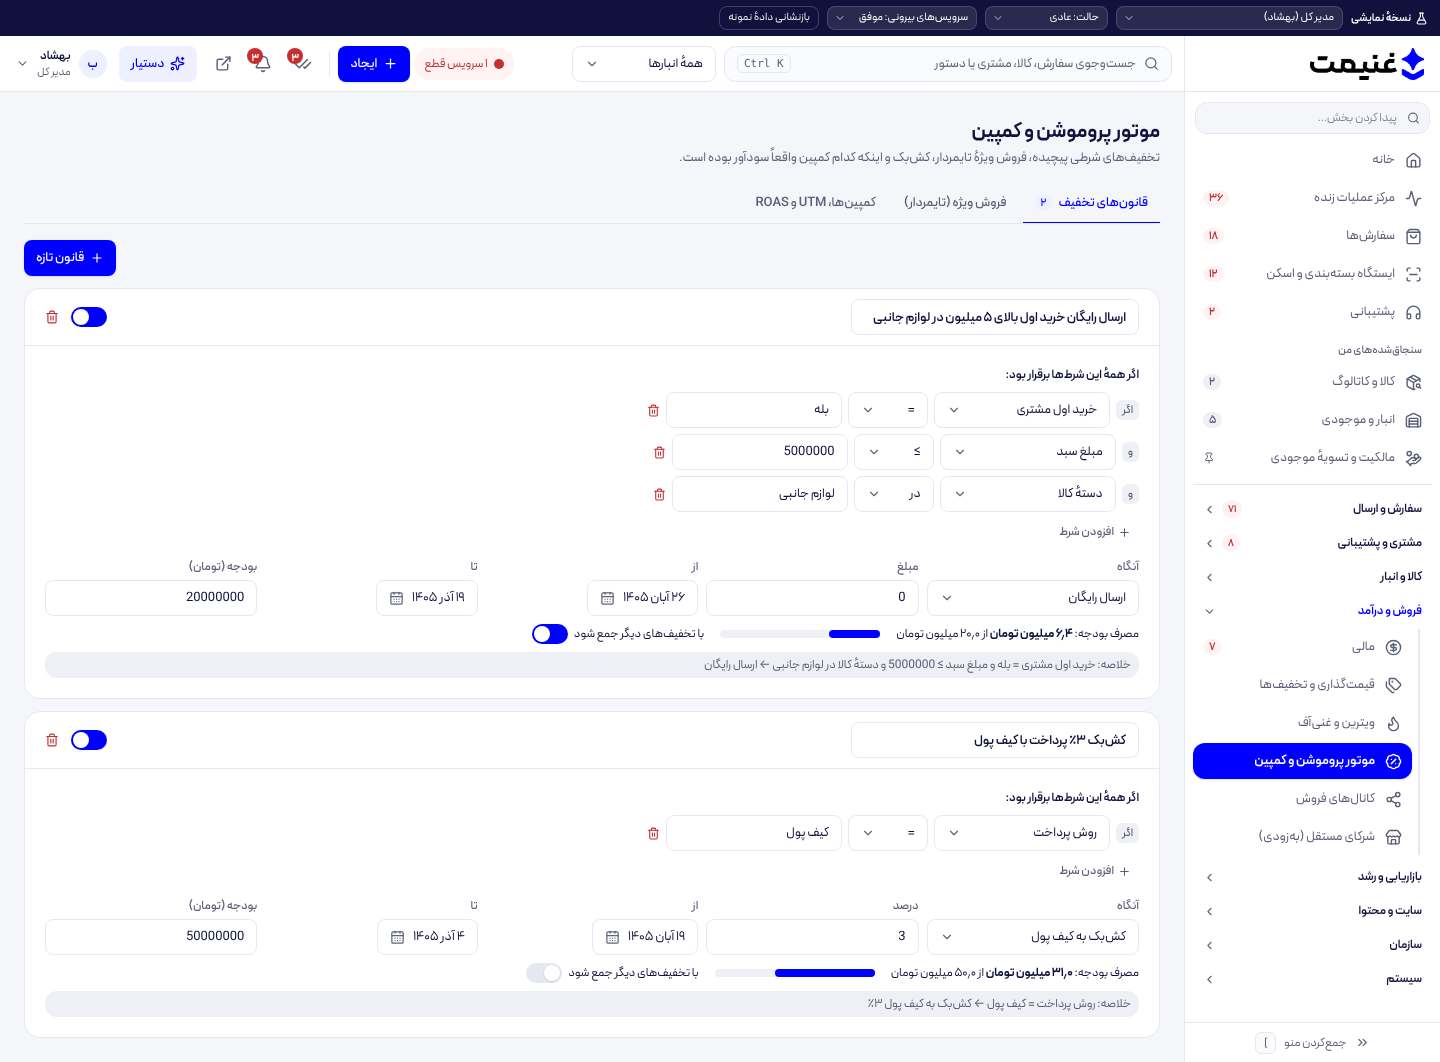 نسخهٔ نمایشی
مدیر کل (بهشاد)
حالت: عادی
سرویس‌های بیرونی: موفق
بازنشانی دادهٔ نمونه
غنیمت
جست‌وجوی سفارش، کالا، مشتری یا دستور
Ctrl K
همهٔ انبارها
۱ سرویس قطع
ایجاد
۳
۳
دستیار
ب
بهشاد
مدیر کل
پیدا کردن بخش...
خانه
مرکز عملیات زنده
۳۶
سفارش‌ها
۱۸
ایستگاه بسته‌بندی و اسکن
۱۲
پشتیبانی
۲
سنجاق‌شده‌های من
کالا و کاتالوگ
۲
انبار و موجودی
۵
مالکیت و تسویهٔ موجودی
سفارش و ارسال
۷۱
مشتری و پشتیبانی
۸
کالا و انبار
فروش و درآمد
مالی
۷
قیمت‌گذاری و تخفیف‌ها
ویترین و غنی‌آف
موتور پروموشن و کمپین
کانال‌های فروش
شرکای مستقل (به‌زودی)
بازاریابی و رشد
سایت و محتوا
سازمان
سیستم
جمع‌کردن منو
[
موتور پروموشن و کمپین
تخفیف‌های شرطی پیچیده، فروش ویژهٔ تایمردار، کش‌بک و اینکه کدام کمپین واقعاً سودآور بوده است.
قانون‌های تخفیف ۲
فروش ویژه (تایمردار)
کمپین‌ها، UTM و ROAS
قانون تازه
ارسال رایگان خرید اول بالای ۵ میلیون در لوازم جانبی
اگر همهٔ این شرط‌ها برقرار بود:
اگر خرید اول مشتری = بله
و مبلغ سبد ≥ 5000000
و دستهٔ کالا در لوازم جانبی
افزودن شرط
آنگاه مبلغ از تا بودجه (تومان)
ارسال رایگان 0 ۲۶ آبان ۱۴۰۵ ۱۹ آذر ۱۴۰۵ 20000000
مصرف بودجه: ۶٫۴ میلیون تومان از ۲۰٫۰ میلیون تومان
با تخفیف‌های دیگر جمع شود
خلاصه: خرید اول مشتری = بله و مبلغ سبد ≥ 5000000 و دستهٔ کالا در لوازم جانبی ← ارسال رایگان
کش‌بک ۳٪ پرداخت با کیف پول
اگر همهٔ این شرط‌ها برقرار بود:
اگر روش پرداخت = کیف پول
افزودن شرط
آنگاه درصد از تا بودجه (تومان)
کش‌بک به کیف پول 3 ۱۹ آبان ۱۴۰۵ ۴ آذر ۱۴۰۵ 50000000
مصرف بودجه: ۳۱٫۰ میلیون تومان از ۵۰٫۰ میلیون تومان
با تخفیف‌های دیگر جمع شود
خلاصه: روش پرداخت = کیف پول ← کش‌بک به کیف پول ۳٪